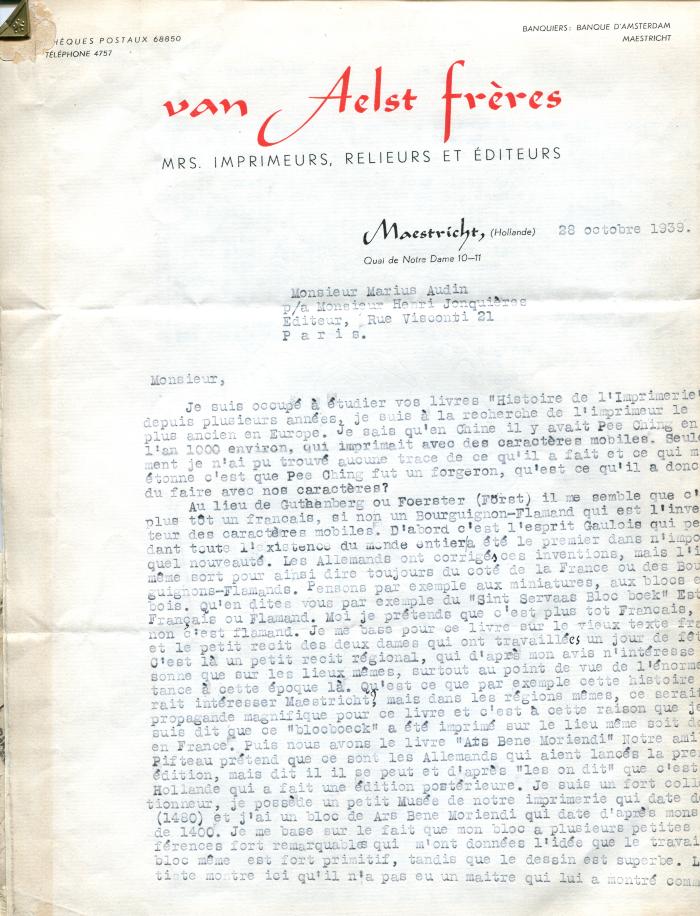 CHÈQUES POSTAUX 68850
TÉLÉPHONE 4757
BANQUIERS: BANQUE D'AMSTERDAM
MAESTRICHT
van Aelst frères
MRS. IMPRIMEURS, RELIEURS ET ÉDITEURS
Maestricht, (Hollande) 28 octobre 1939.
Quai de Notre Dame 10—11
Monsieur Marius Audin
p/a Monsieur Henri Jonquières
Editeur, Rue Visconti 21
P a r i s.
Monsieur,
Je suis occupé à étudier vos livres "Histoire de l'Imprimerie"
depuis plusieurs années, je suis à la recherche de l'imprimeur le
plus ancien en Europe. Je sais qu'en Chine il y avait Pee Ching en
l'an 1000 environ, qui imprimait avec des caractères mobiles. Seule
ment je n'ai pu trouvé aucune trace de ce qu'il a fait et ce qui m'
étonne c'est que Pee Ching fut un forgeron, qu'est ce qu'il a donc
du faire avec nos caractères?
Au lieu de Guthenberg ou Foerster (Fürst) il me semble que c'
plus tôt un francais, si non un Bourguignon-Flamand qui est l'inve
teur des caractères mobiles. D'abord c'est l'esprit Gaulois qui pe
dant toute l'existence du monde entiera été le premier dans n'impo
quel nouveauté. Les Allemands ont corrigés ces inventions, mais l'i
même sort pour ainsi dire toujours du coté de la France ou des Bou
guignons-Flamands. Pensons par exemple aux miniatures, aux blocs d
bois. Qu'en dites vous par exemple du "Sint Servaas Bloc boek" Est
Français ou Flamand. Moi je prétends que c'est plus tot Francais,
non c'est flamand. Je me base pour ce livre sur le vieux texte fra
et le petit recit des deux dames qui ont travaillées un jour de fêt
C'est là un petit recit régional, qui d'après mon avis n'intéresse
sonne que sur les lieux mêmes, surtout au point de vue de l'énorme
tance à cette époque là. Qu'est ce que par exemple cette histoire
rait intéresser Maestricht, mais dans les régions mêmes, ce serait
propagande magnifique pour ce livre et c'est à cette raison que je
suis dit que ce "blocboeck" a été imprimé sur le lieu même soit de
en France. Puis nous avons le livre "Ars Bene Moriendi" Notre ami
Pifteau prétend que ce sont les Allemands qui aient lancés la pre
édition, mais dit il il se peut et d'après "les on dit" que c'est
Hollande qui a fait une édition postérieure. Je suis un fort coll
tionneur, je possède un petit Musée de notre imprimerie qui date d
(1480) et j'ai un bloc de Ars Bene Moriendi qui date d'après mons
de 1400. Je me base sur le fait que mon bloc a plusieurs petites
férences fort remarquables qui m'ont données l'idée que le travai
bloc même est fort primitif, tandis que le dessin est superbe. L
tiste montre ici qu'il n'a pas eu un maitre qui lui a montré comm